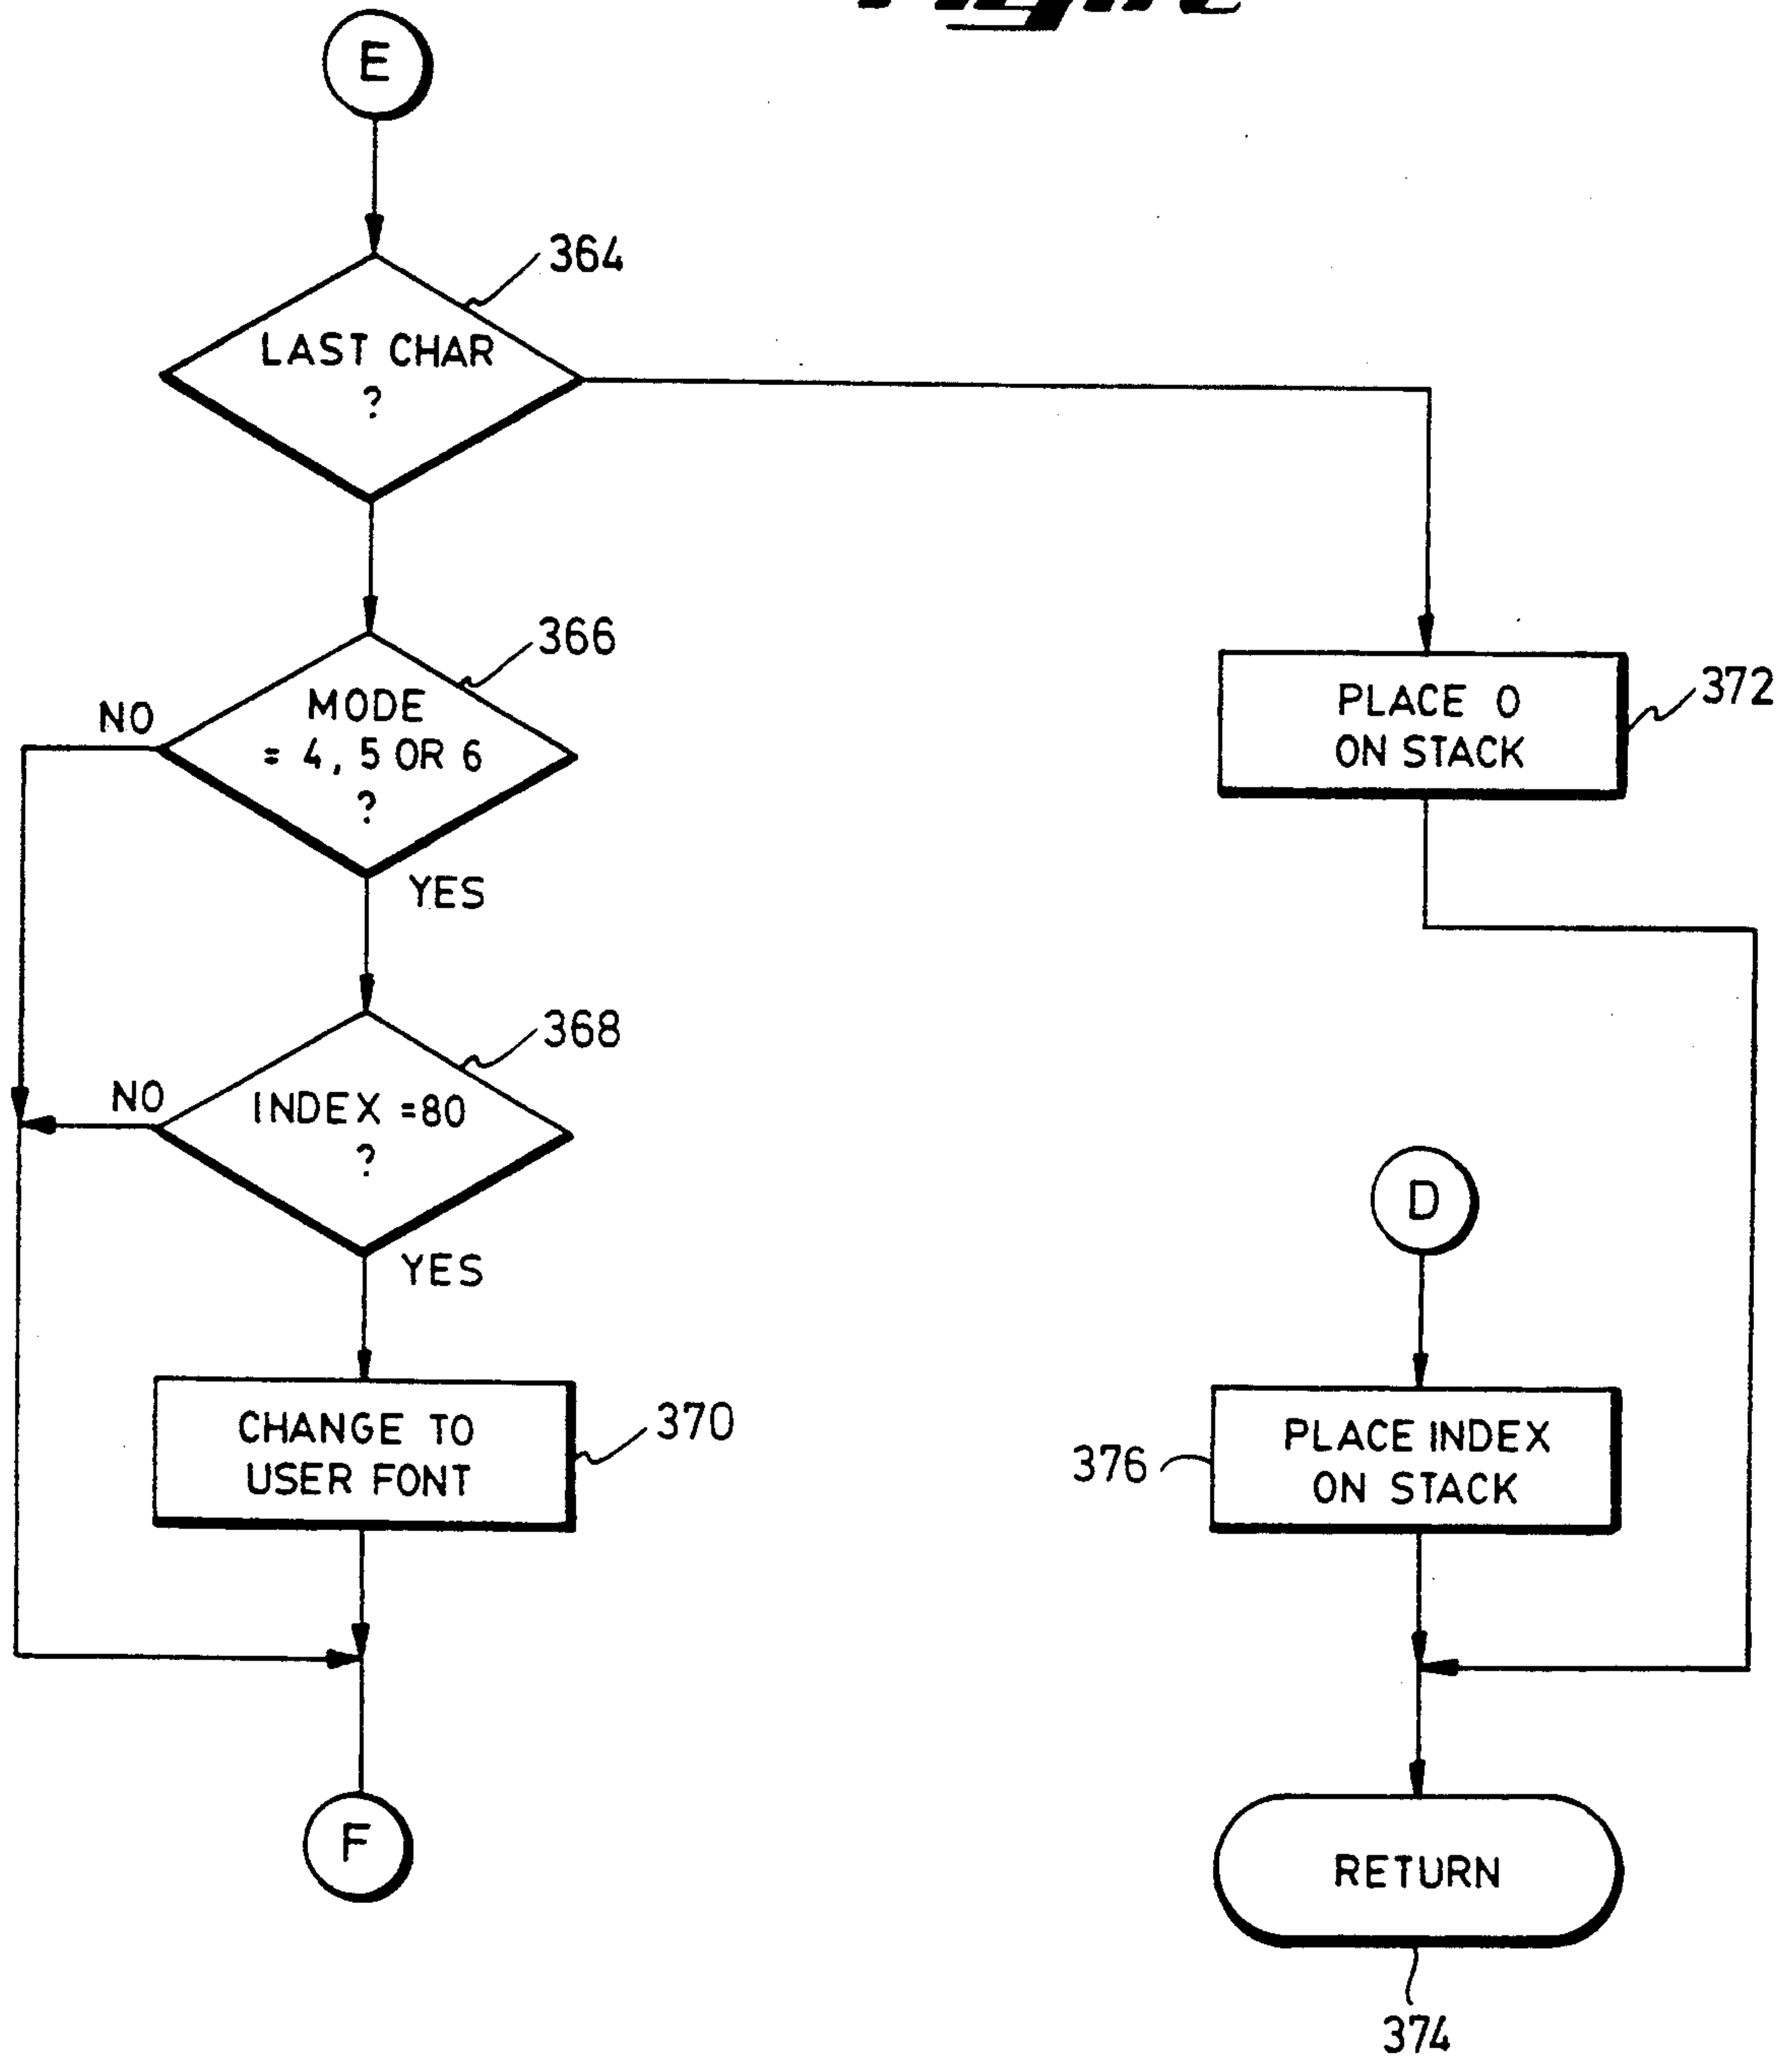 E
364
LAST CHAR
?
366
MODE
= 4, 5 OR 6
?
NO
YES
368
INDEX =80
?
NO
YES
370
CHANGE TO
USER FONT
F
372
PLACE 0
ON STACK
D
376
PLACE INDEX
ON STACK
RETURN
374